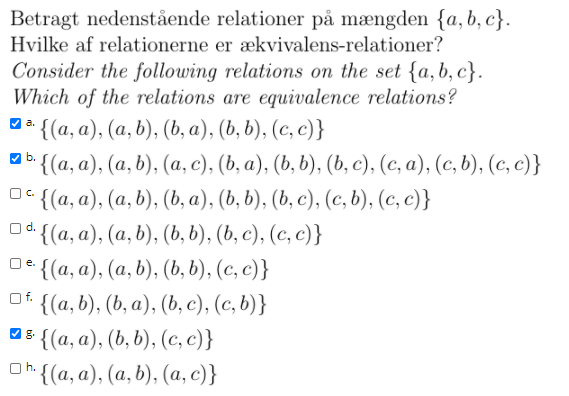 Betragt nedenstående relationer på mængden {a, b, c}.
Hvilke af relationerne er ækvivalens-relationer?
Consider the following relations on the set {a, b, c}.
Which of the relations are equivalence relations?
a. {(a, a), (a, b), (b, a), (b, b), (c, c)}
b. {(a, a), (a, b), (a, c), (b, a), (b, b), (b, c), (c, a), (c, b), (c, c)}
c. {(a, a), (a, b), (b, a), (b, b), (b, c), (c, b), (c, c)}
d. {(a, a), (a, b), (b, b), (b, c), (c, c)}
e. {(a, a), (a, b), (b, b), (c, c)}
f. {(a, b), (b, a), (b, c), (c, b)}
g. {(a, a), (b, b), (c, c)}
h. {(a, a), (a, b), (a, c)}